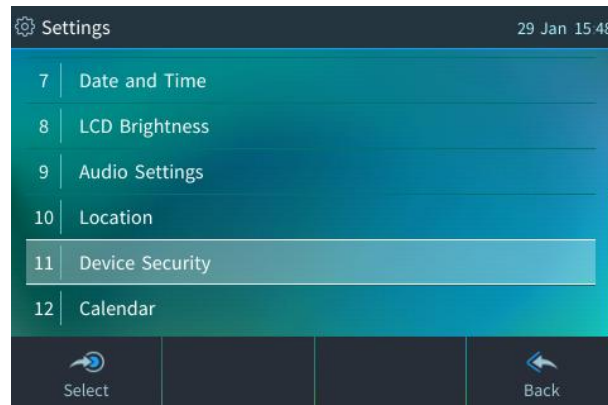 Settings 29 Jan 15:48
7 Date and Time
8 LCD Brightness
9 Audio Settings
10 Location
11 Device Security
12 Calendar
Select Back